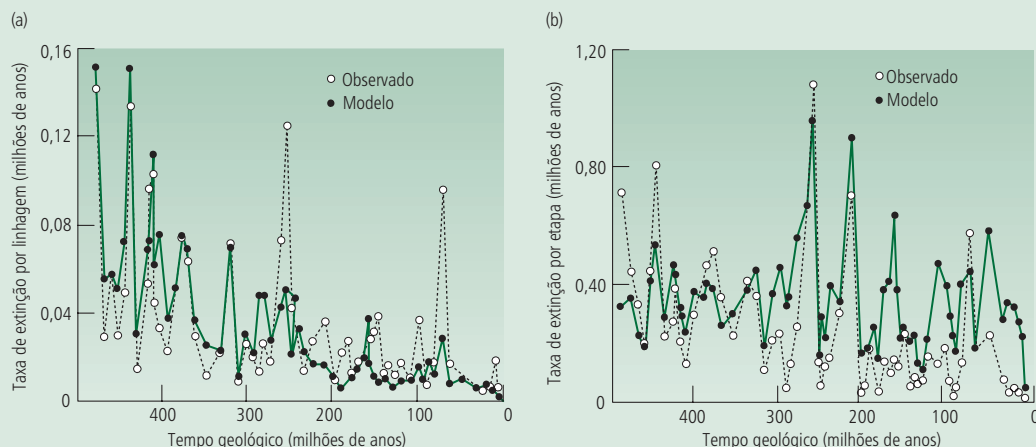 (a)
Taxa de extinção por linhagem (milhões de anos)
0,16
0,12
0,08
0,04
0
Observado
Modelo
400
300
200
100
0
Tempo geológico (milhões de anos)
(b)
Taxa de extinção por etapa (milhões de anos)
1,20
0,80
0,40
0
Observado
Modelo
400
300
200
100
0
Tempo geológico (milhões de anos)